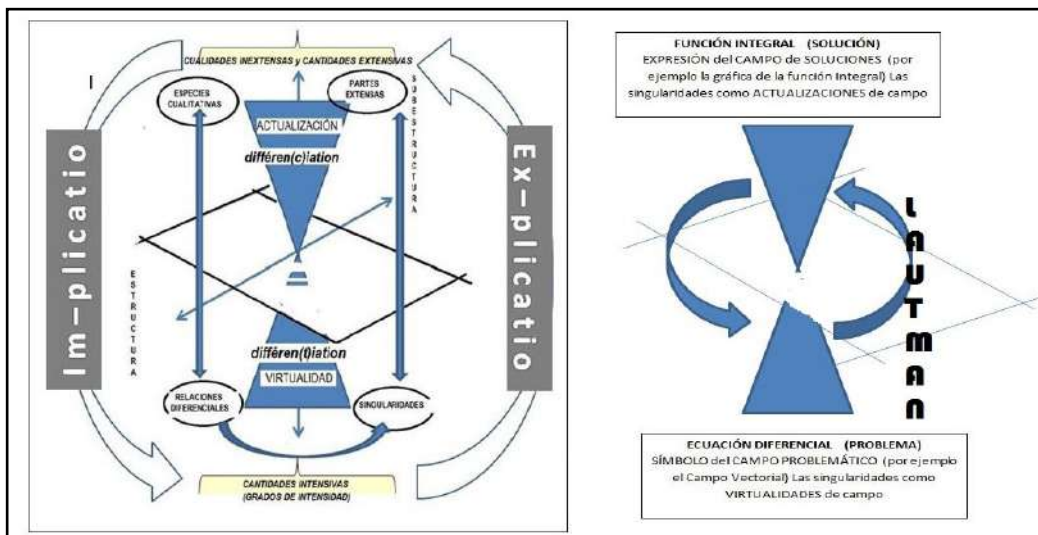 I
CUALIDADES INEXTENSAS y CANTIDADES EXTENSIVAS
ESPECIES
CUALITATIVAS
PARTES
EXTENSAS
SUBESTRUCTURA
ACTUALIZACIÓN
différen(c)iation
Im-plicatio
Ex-plicatio
ESTRUCTURA
différen(t)iation
VIRTUALIDAD
RELACIONES
DIFERENCIALES
SINGULARIDADES
CANTIDADES INTENSIVAS
(GRADOS DE INTENSIDAD)
FUNCIÓN INTEGRAL (SOLUCIÓN)
EXPRESIÓN del CAMPO de SOLUCIONES (por
ejemplo la gráfica de la función Integral) Las
singularidades como ACTUALIZACIONES de campo
LAUTMAN
ECUACIÓN DIFERENCIAL (PROBLEMA)
SÍMBOLO del CAMPO PROBLEMÁTICO (por ejemplo
el Campo Vectorial) Las singularidades como
VIRTUALIDADES de campo